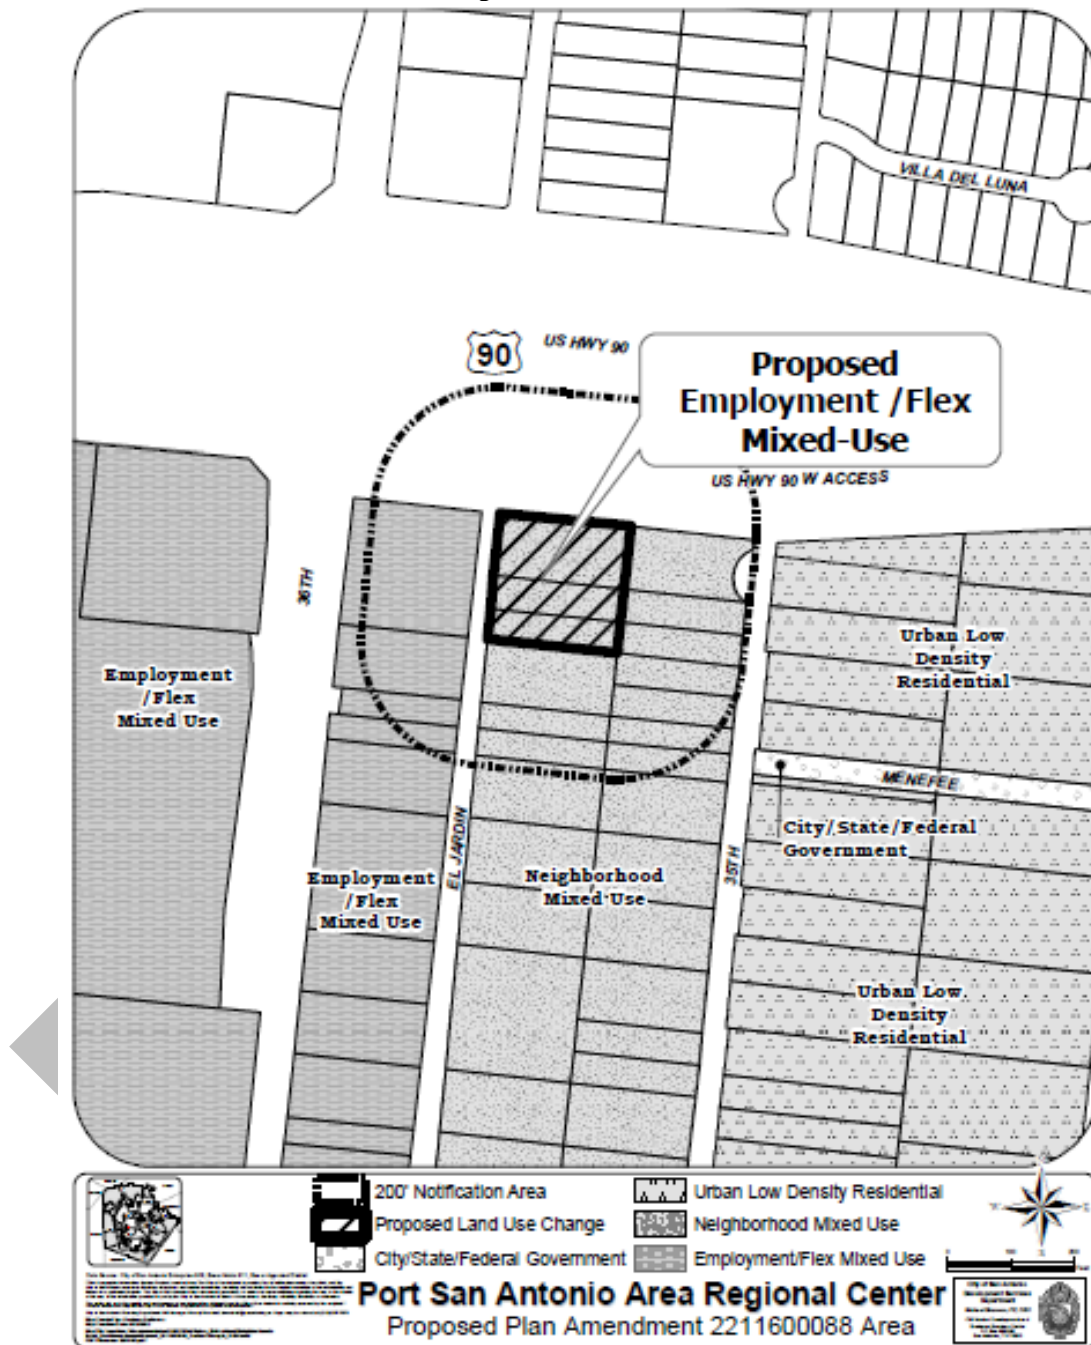 VILLA DEL LUNA
90
US HWY 90
Proposed
Employment /Flex
Mixed-Use
US HWY 90 W ACCESS
36TH
Employment
/Flex
Mixed Use
Urban Low
Density
Residential
MENEFEE
City/State/Federal
Government
EL JARDIN
35TH
Employment
/Flex
Mixed Use
Neighborhood
Mixed Use
Urban Low
Density
Residential
200' Notification Area
Proposed Land Use Change
City/State/Federal Government
Urban Low Density Residential
Neighborhood Mixed Use
Employment/Flex Mixed Use
Port San Antonio Area Regional Center
Proposed Plan Amendment 2211600088 Area